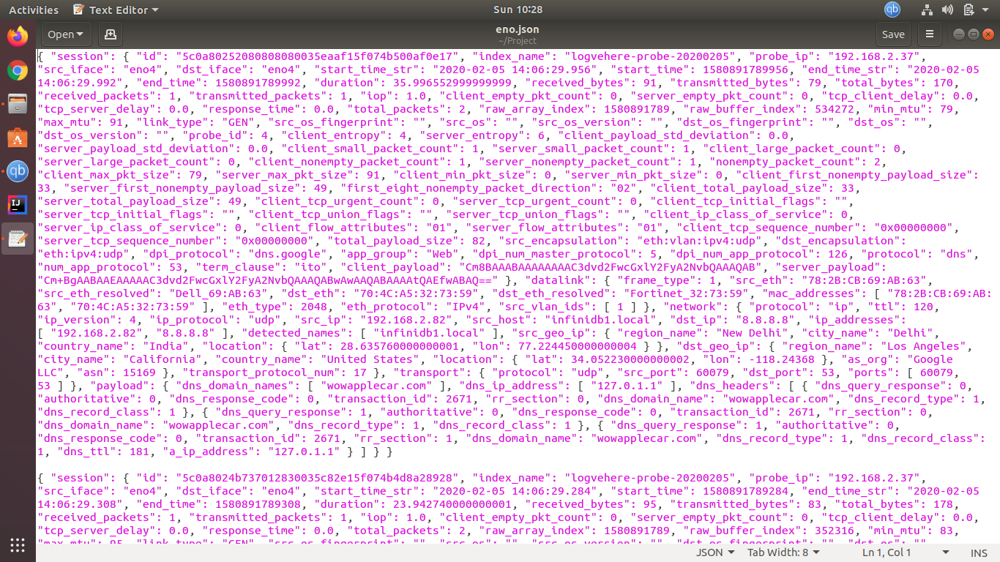 Activities Text Editor Sun 10:28
Open eno.json Save
~/Project
{ "session": { "id": "5c0a80252080808080035eaaf15f074b500af0e17", "index_name": "logvehere-probe-20200205", "probe_ip": "192.168.2.37",
"src_iface": "eno4", "dst_iface": "eno4", "start_time_str": "2020-02-05 14:06:29.956", "start_time": 1580891789956, "end_time_str": "2020-02-05
14:06:29.992", "end_time": 1580891789992, "duration": 35.996552999999999, "received_bytes": 91, "transmitted_bytes": 79, "total_bytes": 170,
"received_packets": 1, "transmitted_packets": 1, "iop": 1.0, "client_empty_pkt_count": 0, "server_empty_pkt_count": 0, "tcp_client_delay": 0.0,
"tcp_server_delay": 0.0, "response_time": 0.0, "total_packets": 2, "raw_array_index": 1580891789, "raw_buffer_index": 534272, "min_mtu": 79,
"max_mtu": 91, "link_type": "GEN", "src_os_fingerprint": "", "src_os": "", "src_os_version": "", "dst_os_fingerprint": "", "dst_os": "",
"dst_os_version": "", "probe_id": 4, "client_entropy": 4, "server_entropy": 6, "client_payload_std_deviation": 0.0,
"server_payload_std_deviation": 0.0, "client_small_packet_count": 1, "server_small_packet_count": 1, "client_large_packet_count": 0,
"server_large_packet_count": 0, "client_nonempty_packet_count": 1, "server_nonempty_packet_count": 1, "nonempty_packet_count": 2,
"client_max_pkt_size": 79, "server_max_pkt_size": 91, "client_min_pkt_size": 0, "server_min_pkt_size": 0, "client_first_nonempty_payload_size":
33, "server_first_nonempty_payload_size": 49, "first_eight_nonempty_packet_direction": "02", "client_total_payload_size": 33,
"server_total_payload_size": 49, "client_tcp_urgent_count": 0, "server_tcp_urgent_count": 0, "client_tcp_initial_flags": "",
"server_tcp_initial_flags": "", "client_tcp_union_flags": "", "server_tcp_union_flags": "", "client_ip_class_of_service": 0,
"server_ip_class_of_service": 0, "client_flow_attributes": "01", "server_flow_attributes": "01", "client_tcp_sequence_number": "0x00000000",
"server_tcp_sequence_number": "0x00000000", "total_payload_size": 82, "src_encapsulation": "eth:vlan:ipv4:udp", "dst_encapsulation":
"eth:ipv4:udp", "dpi_protocol": "dns.google", "app_group": "Web", "dpi_num_master_protocol": 5, "dpi_num_app_protocol": 126, "protocol": "dns",
"num_app_protocol": 53, "term_clause": "ito", "client_payload": "Cm8BAAABAAAAAAAAC3dvd2FwcGxlY2FyA2NvbQAAAQAB", "server_payload":
"Cm+BgAABAAEAAAAAC3dvd2FwcGxlY2FyA2NvbQAAAQABwAwAAQABAAAAtQAEfwABAQ==" }, "datalink": { "frame_type": 1, "src_eth": "78:2B:CB:69:AB:63",
"src_eth_resolved": "Dell_69:AB:63", "dst_eth": "70:4C:A5:32:73:59", "dst_eth_resolved": "Fortinet_32:73:59", "mac_addresses": [ "78:2B:CB:69:AB:
63", "70:4C:A5:32:73:59" ], "eth_type": 2048, "eth_protocol": "IPv4", "src_vlan_ids": [ 1 ] }, "network": { "protocol": "ip", "ttl": 120,
"ip_version": 4, "ip_protocol": "udp", "src_ip": "192.168.2.82", "src_host": "infinidb1.local", "dst_ip": "8.8.8.8", "ip_addresses":
[ "192.168.2.82", "8.8.8.8" ], "detected_names": [ "infinidb1.local" ], "src_geo_ip": { "region_name": "New Delhi", "city_name": "Delhi",
"country_name": "India", "location": { "lat": 28.635760000000001, "lon": 77.224450000000004 } }, "dst_geo_ip": { "region_name": "Los Angeles",
"city_name": "California", "country_name": "United States", "location": { "lat": 34.052230000000002, "lon": -118.24368 }, "as_org": "Google
LLC", "asn": 15169 }, "transport_protocol_num": 17 }, "transport": { "protocol": "udp", "src_port": 60079, "dst_port": 53, "ports": [ 60079,
53 ] }, "payload": { "dns_domain_names": [ "wowapplecar.com" ], "dns_ip_address": [ "127.0.1.1" ], "dns_headers": [ { "dns_query_response": 0,
"authoritative": 0, "dns_response_code": 0, "transaction_id": 2671, "rr_section": 0, "dns_domain_name": "wowapplecar.com", "dns_record_type": 1,
"dns_record_class": 1 }, { "dns_query_response": 1, "authoritative": 0, "dns_response_code": 0, "transaction_id": 2671, "rr_section": 0,
"dns_domain_name": "wowapplecar.com", "dns_record_type": 1, "dns_record_class": 1 }, { "dns_query_response": 1, "authoritative": 0,
"dns_response_code": 0, "transaction_id": 2671, "rr_section": 1, "dns_domain_name": "wowapplecar.com", "dns_record_type": 1, "dns_record_class":
1, "dns_ttl": 181, "a_ip_address": "127.0.1.1" } ] } }
{ "session": { "id": "5c0a8024b737012830035c82e15f074b4d8a28928", "index_name": "logvehere-probe-20200205", "probe_ip": "192.168.2.37",
"src_iface": "eno4", "dst_iface": "eno4", "start_time_str": "2020-02-05 14:06:29.284", "start_time": 1580891789284, "end_time_str": "2020-02-05
14:06:29.308", "end_time": 1580891789308, "duration": 23.942740000000001, "received_bytes": 95, "transmitted_bytes": 83, "total_bytes": 178,
"received_packets": 1, "transmitted_packets": 1, "iop": 1.0, "client_empty_pkt_count": 0, "server_empty_pkt_count": 0, "tcp_client_delay": 0.0,
"tcp_server_delay": 0.0, "response_time": 0.0, "total_packets": 2, "raw_array_index": 1580891789, "raw_buffer_index": 352316, "min_mtu": 83,
"max_mtu": 95, "link_type": "GEN", "src_os_fingerprint": "", "src_os": "", "src_os_version": "", "dst_os_fingerprint": "", "dst_os": "",
JSON Tab Width: 8 Ln 1, Col 1 INS